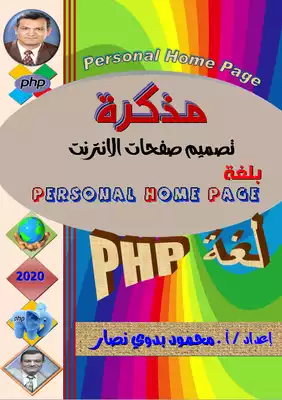 Personal Home Page
php
مذكرة
تصميم صفحات الانترنت
بلغة
PERSONAL HOME PAGE
لغة PHP
2020
php
إعداد / أ. محمود بدوي نصار